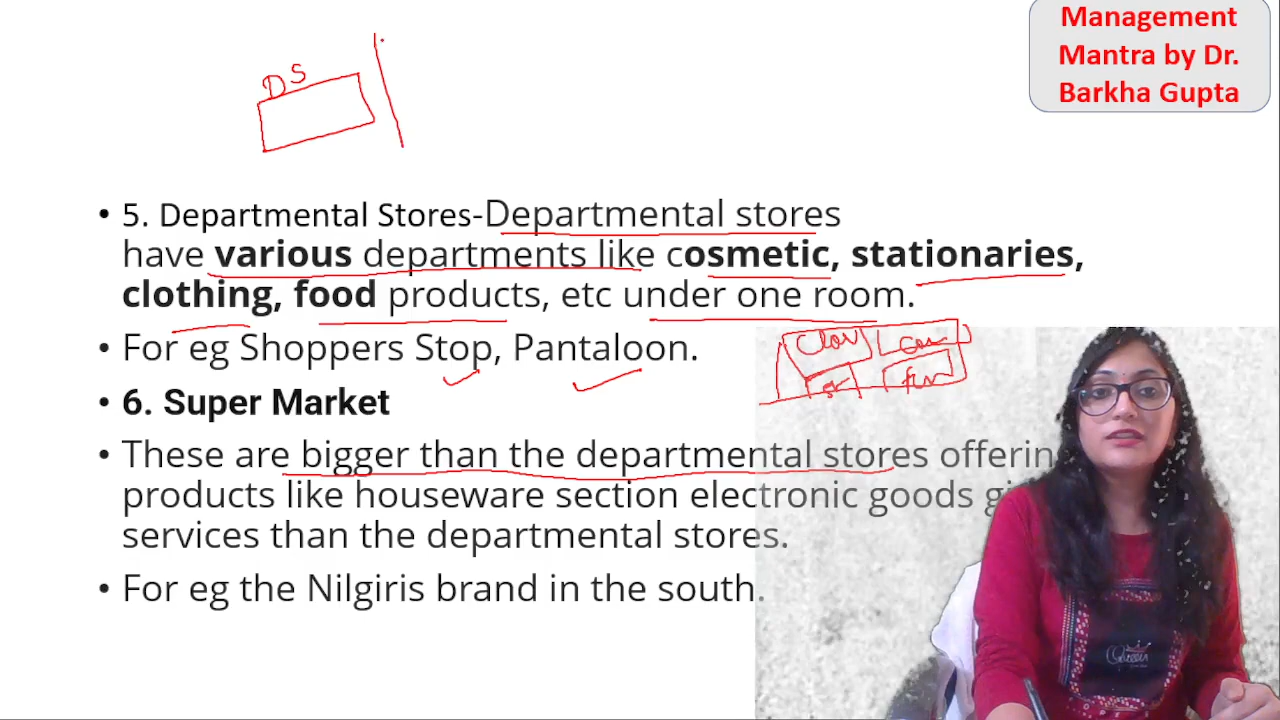 Management
Mantra by Dr.
Barkha Gupta
DS
• 5. Departmental Stores-Departmental stores
have various departments like cosmetic, stationaries,
clothing, food products, etc under one room.
• For eg Shoppers Stop, Pantaloon.
• 6. Super Market
• These are bigger than the departmental stores offerin
products like houseware section electronic goods gi
services than the departmental stores.
• For eg the Nilgiris brand in the south.
Queen